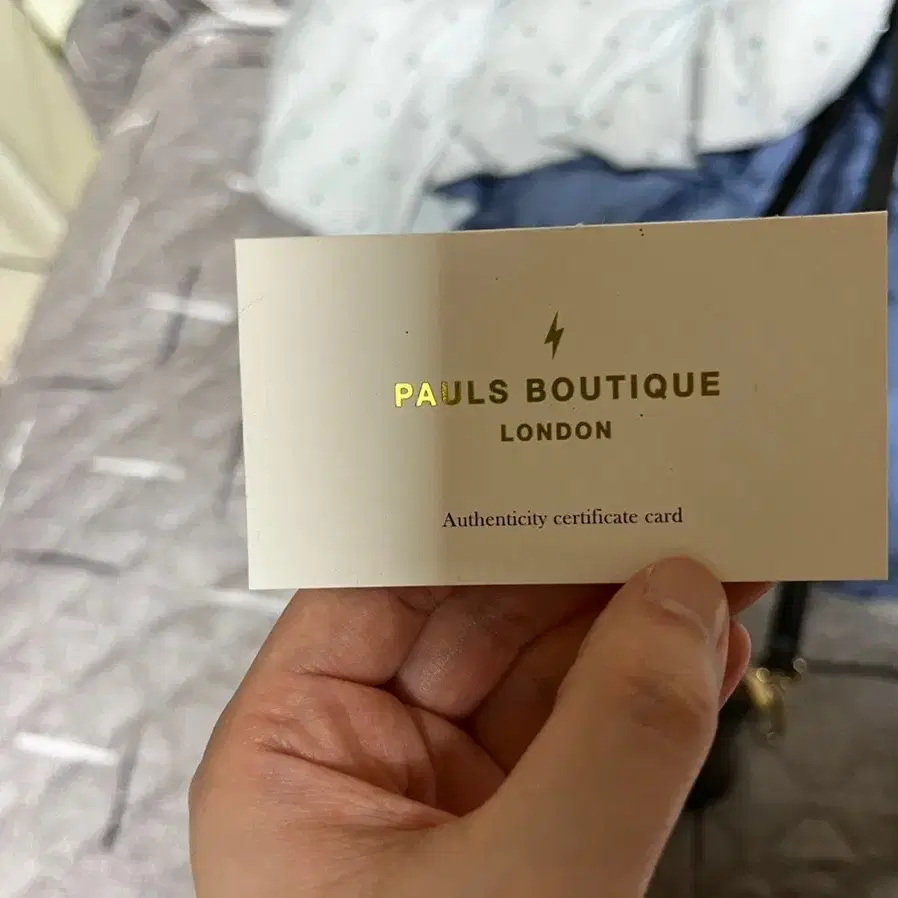 PAULS BOUTIQUE
LONDON
Authenticity certificate card